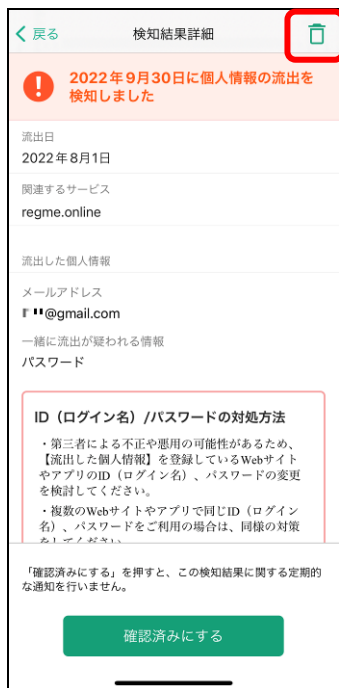 戻る 検知結果詳細
2022年9月30日に個人情報の流出を
検知しました
流出日
2022年8月1日
関連するサービス
regme.online
流出した個人情報
メールアドレス
@gmail.com
一緒に流出が疑われる情報
パスワード
ID（ログイン名）/パスワードの対処方法
・第三者による不正や悪用の可能性があるため、
【流出した個人情報】を登録しているWebサイト
やアプリのID（ログイン名）、パスワードの変更
を検討してください。
・複数のWebサイトやアプリで同じID（ログイン
名）、パスワードをご利用の場合は、同様の対策
をしてください。
「確認済みにする」を押すと、この検知結果に関する定期的
な通知を行いません。
確認済みにする